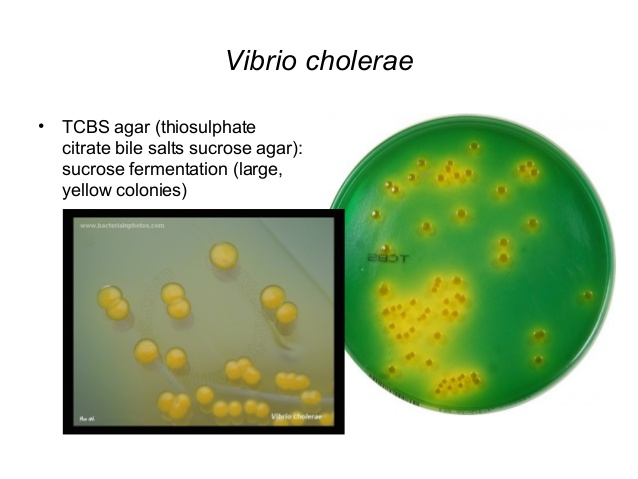 Vibrio cholerae
• TCBS agar (thiosulphate
citrate bile salts sucrose agar):
sucrose fermentation (large,
yellow colonies)
www.bacteriainphotos.com
TCBS
Vibrio cholerae